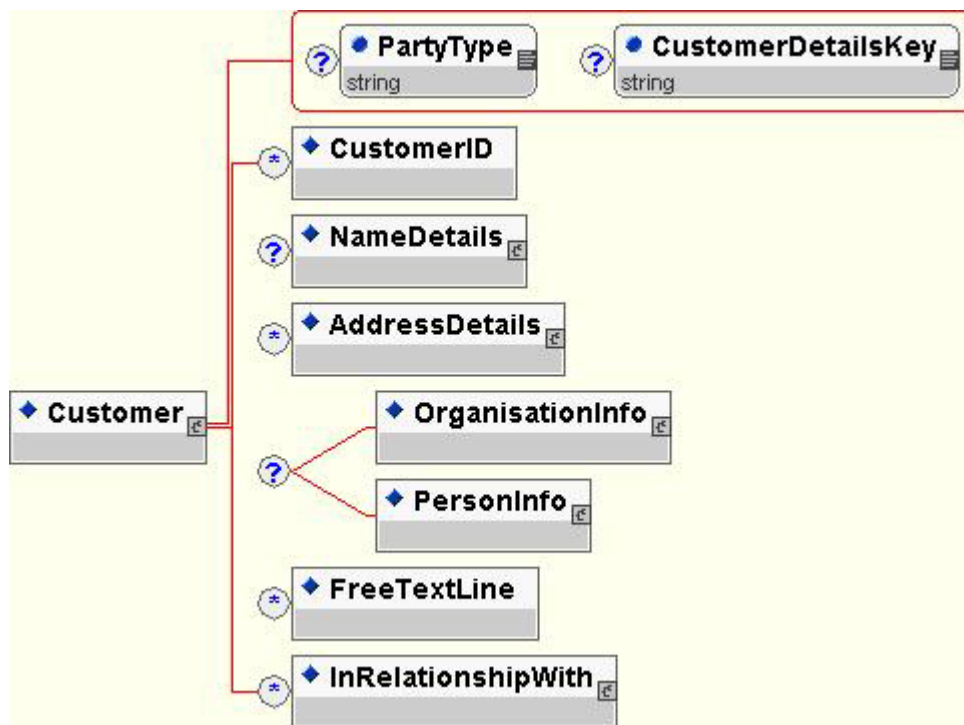 ? PartyType ? CustomerDetailsKey
string string
* CustomerID
? NameDetails
* AddressDetails
Customer
OrganisationInfo
?
PersonInfo
* FreeTextLine
* InRelationshipWith